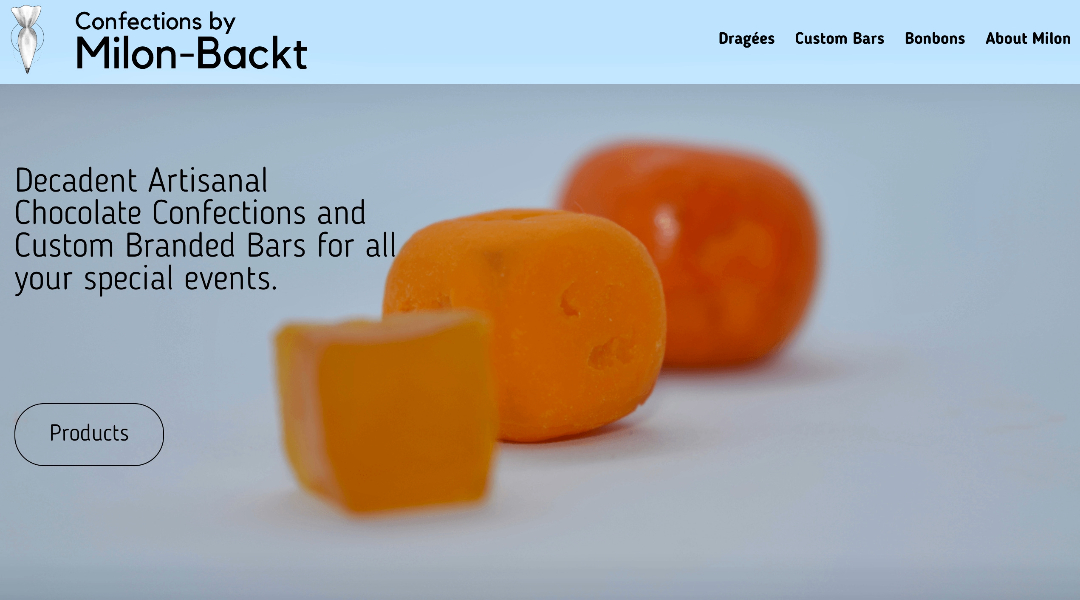 Confections by
Milon-Backt
Dragées Custom Bars Bonbons About Milon
Decadent Artisanal
Chocolate Confections and
Custom Branded Bars for all
your special events.
Products